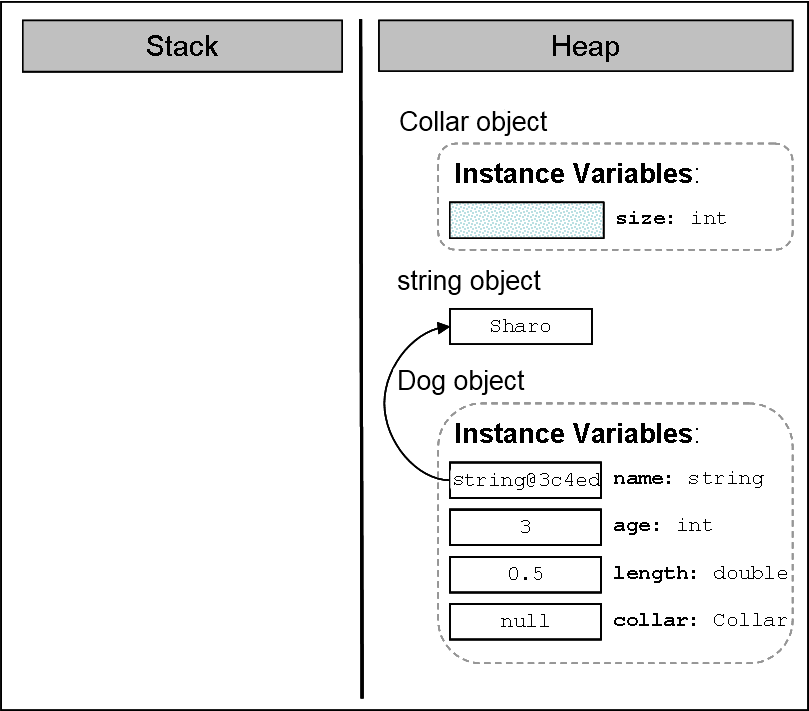 Stack
Heap
Collar object
Instance Variables:
size: int
string object
Sharo
Dog object
Instance Variables:
string@3c4ed name: string
3 age: int
0.5 length: double
null collar: Collar